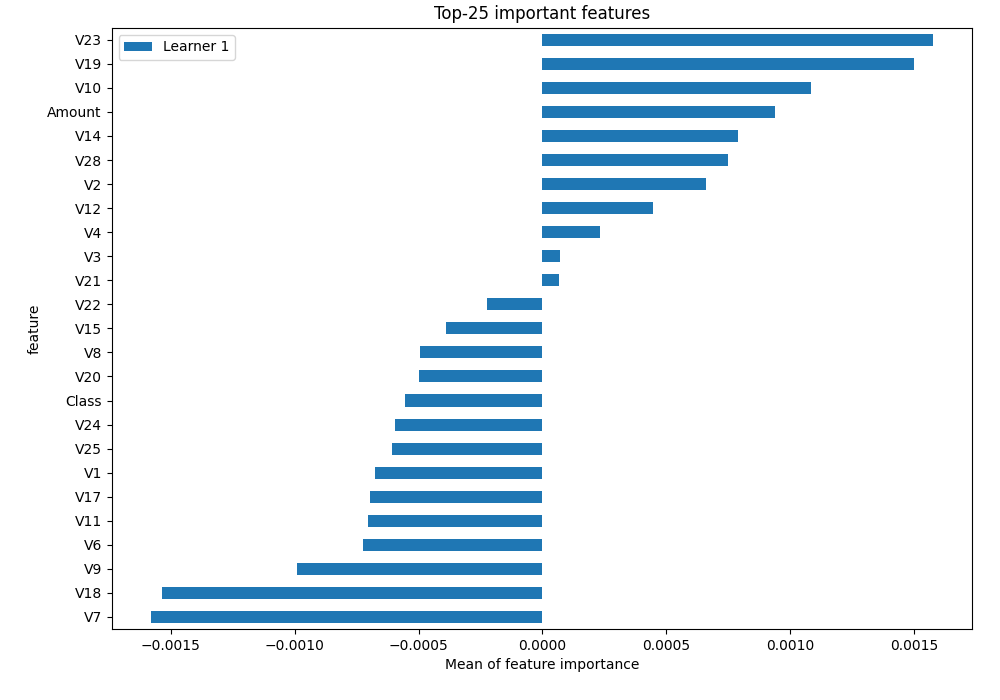 Top-25 important features
Learner 1
feature
V23
V19
V10
Amount
V14
V28
V2
V12
V4
V3
V21
V22
V15
V8
V20
Class
V24
V25
V1
V17
V11
V6
V9
V18
V7
−0.0015 −0.0010 −0.0005 0.0000 0.0005 0.0010 0.0015
Mean of feature importance